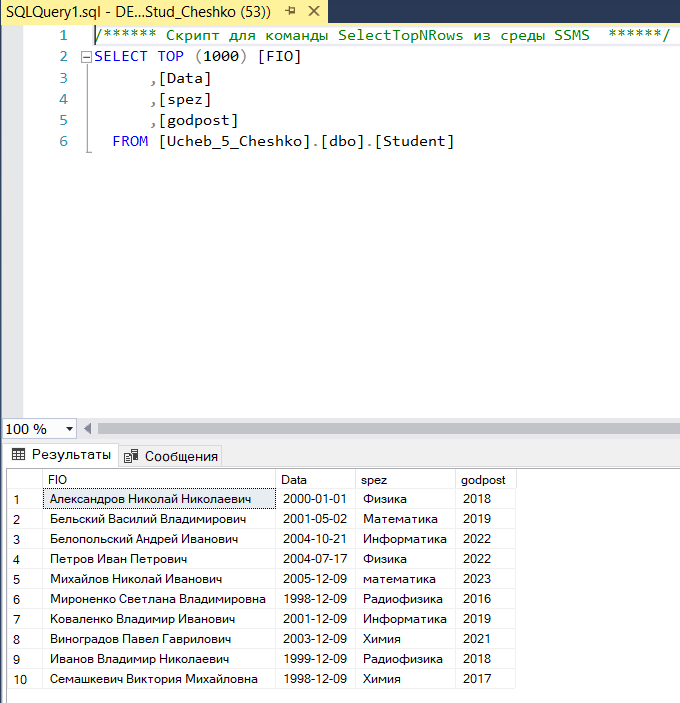 SQLQuery1.sql - DE...Stud_Cheshko (53))
1 /****** Скрипт для команды SelectTopNRows из среды SSMS ******/
2 SELECT TOP (1000) [FIO]
3 ,[Data]
4 ,[spez]
5 ,[godpost]
6 FROM [Ucheb_5_Cheshko].[dbo].[Student]
100 %
Результаты Сообщения
FIO Data spez godpost
1 Александров Николай Николаевич 2000-01-01 Физика 2018
2 Бельский Василий Владимирович 2001-05-02 Математика 2019
3 Белопольский Андрей Иванович 2004-10-21 Информатика 2022
4 Петров Иван Петрович 2004-07-17 Физика 2022
5 Михайлов Николай Иванович 2005-12-09 математика 2023
6 Мироненко Светлана Владимировна 1998-12-09 Радиофизика 2016
7 Коваленко Владимир Иванович 2001-12-09 Информатика 2019
8 Виноградов Павел Гаврилович 2003-12-09 Химия 2021
9 Иванов Владимир Николаевич 1999-12-09 Радиофизика 2018
10 Семашкевич Виктория Михайловна 1998-12-09 Химия 2017